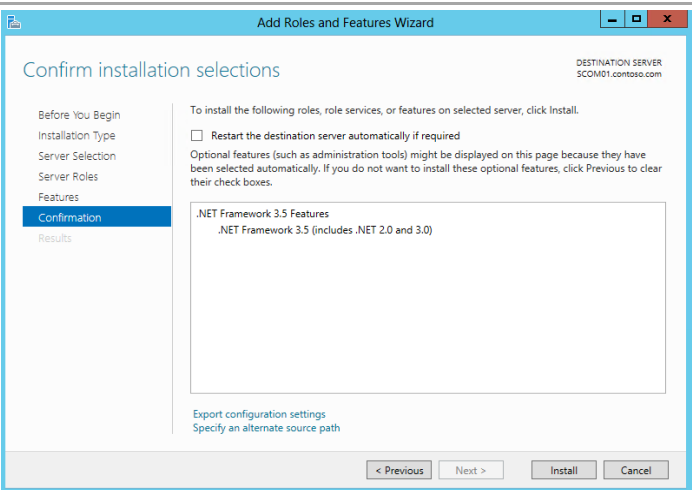 Add Roles and Features Wizard
Confirm installation selections
DESTINATION SERVER
SCOM01.contoso.com
Before You Begin
Installation Type
Server Selection
Server Roles
Features
Confirmation
Results
To install the following roles, role services, or features on selected server, click Install.
Restart the destination server automatically if required
Optional features (such as administration tools) might be displayed on this page because they have
been selected automatically. If you do not want to install these optional features, click Previous to clear
their check boxes.
.NET Framework 3.5 Features
.NET Framework 3.5 (includes .NET 2.0 and 3.0)
Export configuration settings
Specify an alternate source path
< Previous
Next >
Install
Cancel